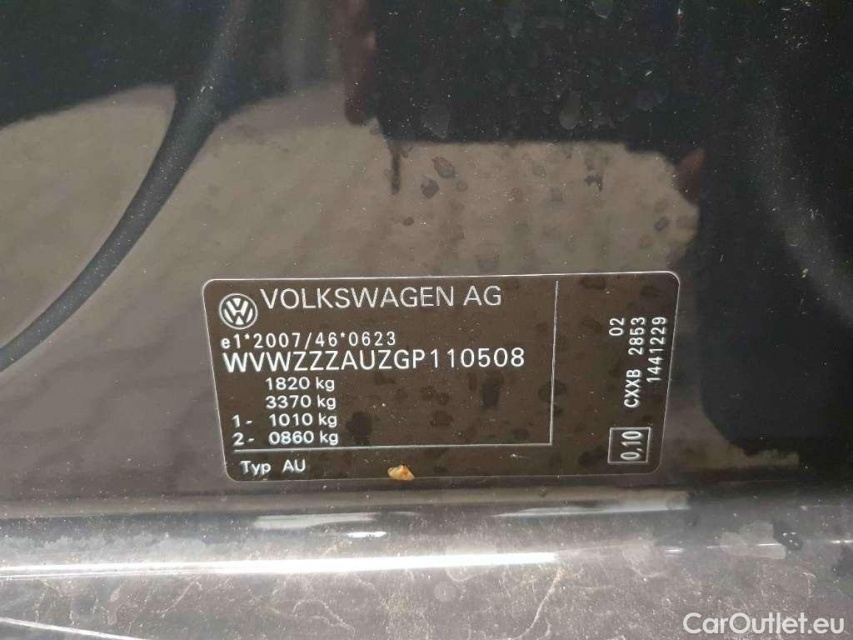 VOLKSWAGEN AG
e1*2007/46*0623
WVWZZZAUZGP110508
1820 kg
3370 kg
1- 1010 kg
2- 0860 kg
Typ AU
02
CXXB 2853
1441229
0,10
CarOutlet.eu